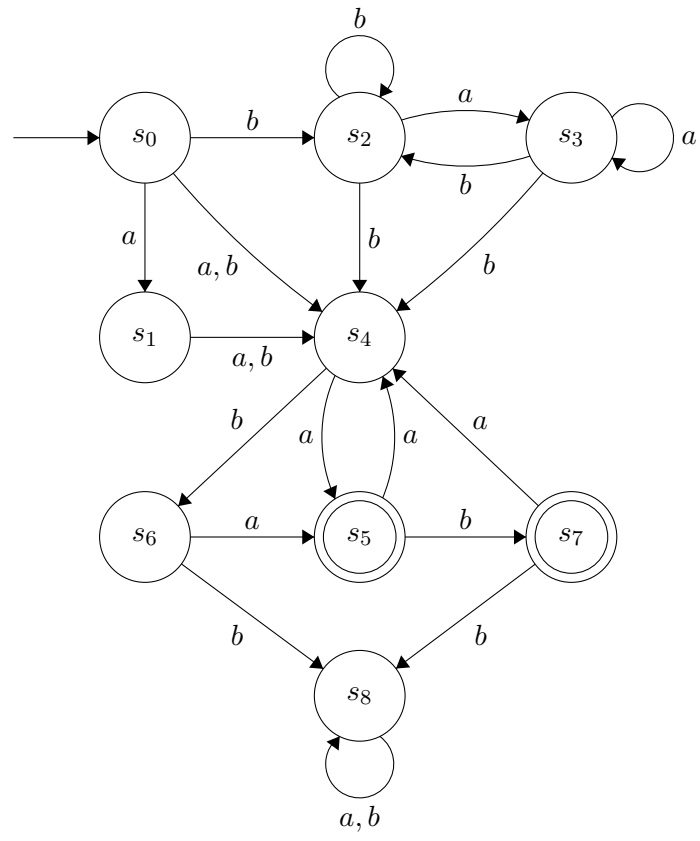 b
s0 b s2 a s3 a
b
a a, b b b
s1 a, b s4
b a a a
s6 a s5 b s7
b b
s8
a, b